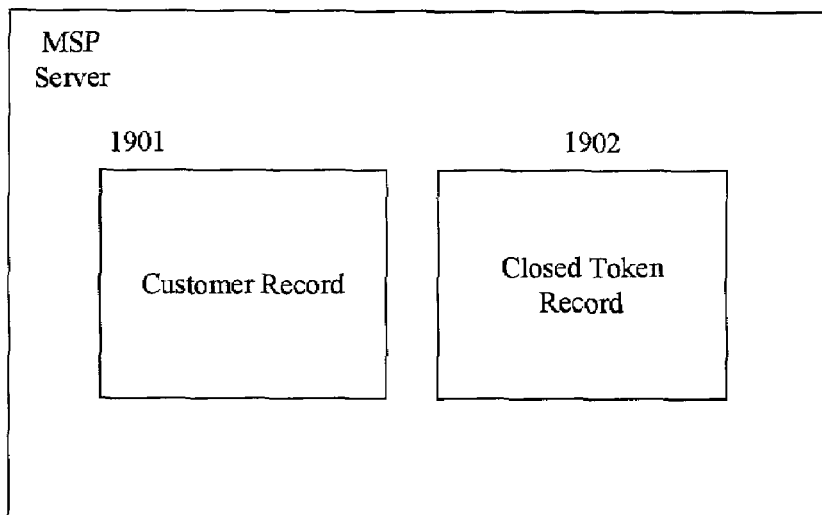 MSP
Server
1901
1902
Customer Record
Closed Token
Record